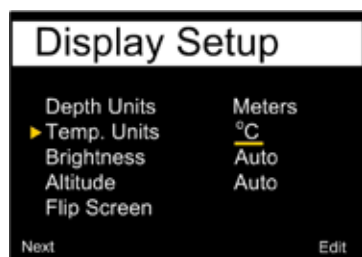 Display Setup
Depth Units Meters
Temp. Units °C
Brightness Auto
Altitude Auto
Flip Screen
Next Edit